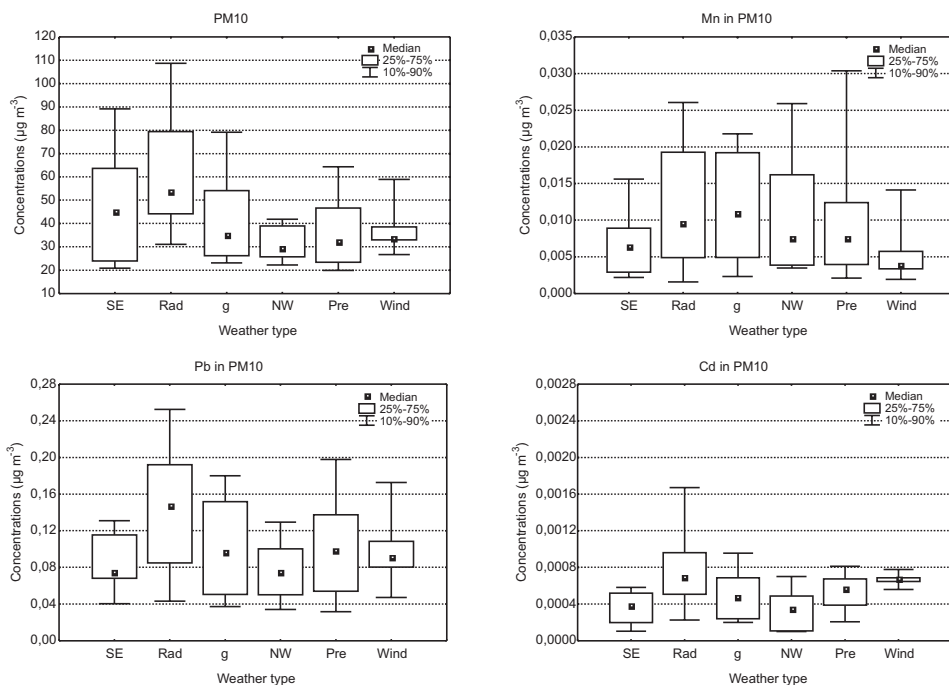 PM10
120
110
100
90
80
70
60
50
40
30
20
10
Concentrations (µg m⁻³)
Median
25%-75%
10%-90%
SE Rad g NW Pre Wind
Weather type
Mn in PM10
0,035
0,030
0,025
0,020
0,015
0,010
0,005
0,000
Concentrations (µg m⁻³)
Median
25%-75%
10%-90%
SE Rad g NW Pre Wind
Weather type
Pb in PM10
0,28
0,24
0,20
0,16
0,12
0,08
0,04
0,00
Concentrations (µg m⁻³)
Median
25%-75%
10%-90%
SE Rad g NW Pre Wind
Weather type
Cd in PM10
0,0028
0,0024
0,0020
0,0016
0,0012
0,0008
0,0004
0,0000
Concentrations (µg m⁻³)
Median
25%-75%
10%-90%
SE Rad g NW Pre Wind
Weather type